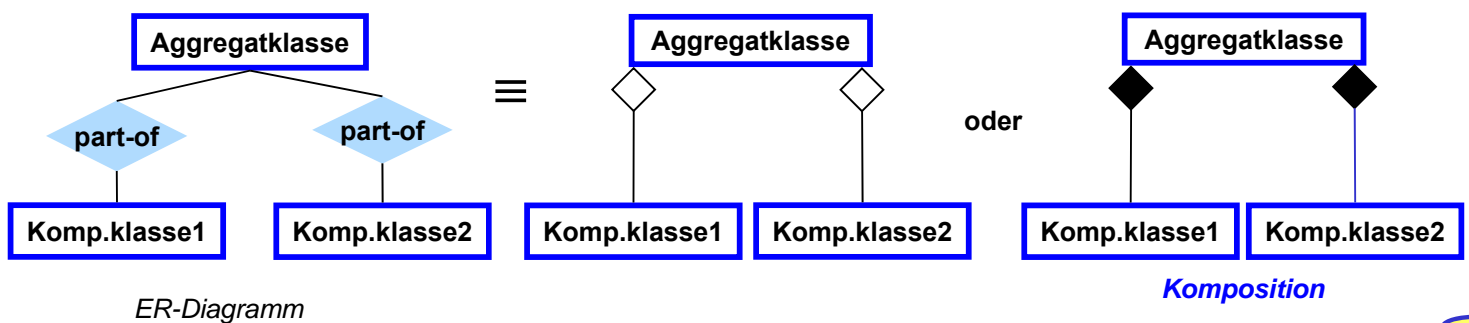 Aggregatklasse
part-of
part-of
Komp.klasse1
Komp.klasse2
ER-Diagramm
≡
Aggregatklasse
Komp.klasse1
Komp.klasse2
oder
Aggregatklasse
Komp.klasse1
Komp.klasse2
Komposition